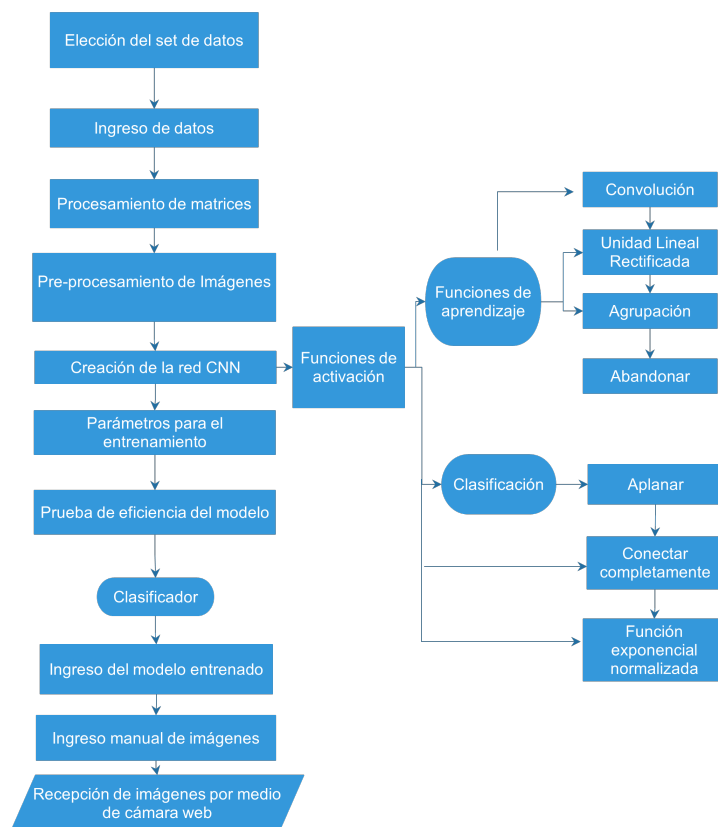 Elección del set de datos
Ingreso de datos
Procesamiento de matrices
Pre-procesamiento de Imágenes
Creación de la red CNN
Parámetros para el
entrenamiento
Prueba de eficiencia del modelo
Clasificador
Ingreso del modelo entrenado
Ingreso manual de imágenes
Recepción de imágenes por medio
de cámara web
Funciones de
activación
Funciones de
aprendizaje
Convolución
Unidad Lineal
Rectificada
Agrupación
Abandonar
Clasificación
Aplanar
Conectar
completamente
Función
exponencial
normalizada